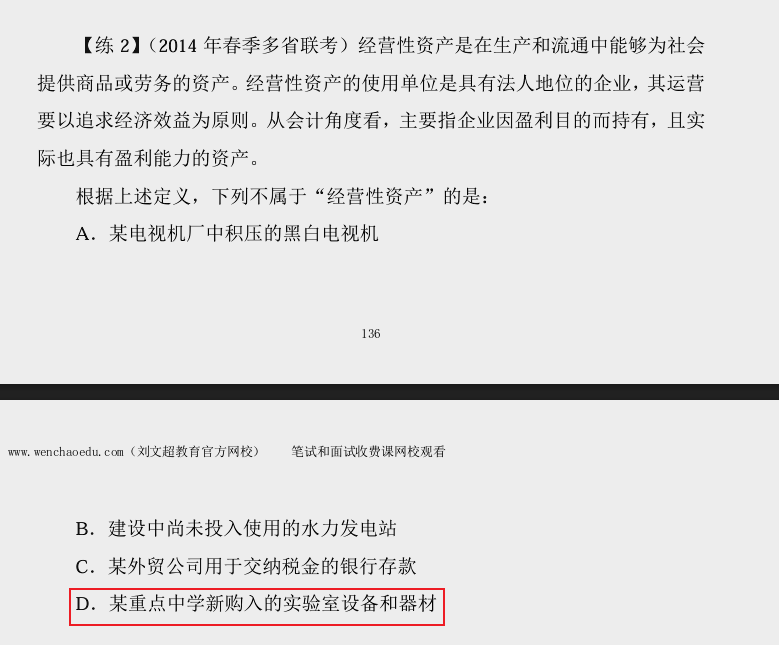 【练 2】（2014 年春季多省联考）经营性资产是在生产和流通中能够为社会
提供商品或劳务的资产。经营性资产的使用单位是具有法人地位的企业，其运营
要以追求经济效益为原则。从会计角度看，主要指企业因盈利目的而持有，且实
际也具有盈利能力的资产。
根据上述定义，下列不属于“经营性资产”的是：
A．某电视机厂中积压的黑白电视机
136
www.wenchaoedu.com（刘文超教育官方网校） 笔试和面试收费课网校观看
B．建设中尚未投入使用的水力发电站
C．某外贸公司用于交纳税金的银行存款
D．某重点中学新购入的实验室设备和器材